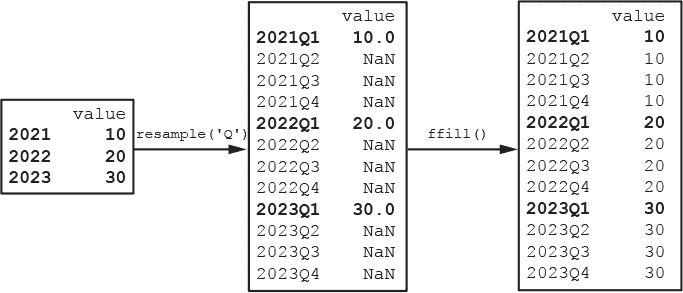 value
2021 10
2022 20
2023 30
resample('Q')
value
2021Q1 10.0
2021Q2 NaN
2021Q3 NaN
2021Q4 NaN
2022Q1 20.0
2022Q2 NaN
2022Q3 NaN
2022Q4 NaN
2023Q1 30.0
2023Q2 NaN
2023Q3 NaN
2023Q4 NaN
ffill()
value
2021Q1 10
2021Q2 10
2021Q3 10
2021Q4 10
2022Q1 20
2022Q2 20
2022Q3 20
2022Q4 20
2023Q1 30
2023Q2 30
2023Q3 30
2023Q4 30